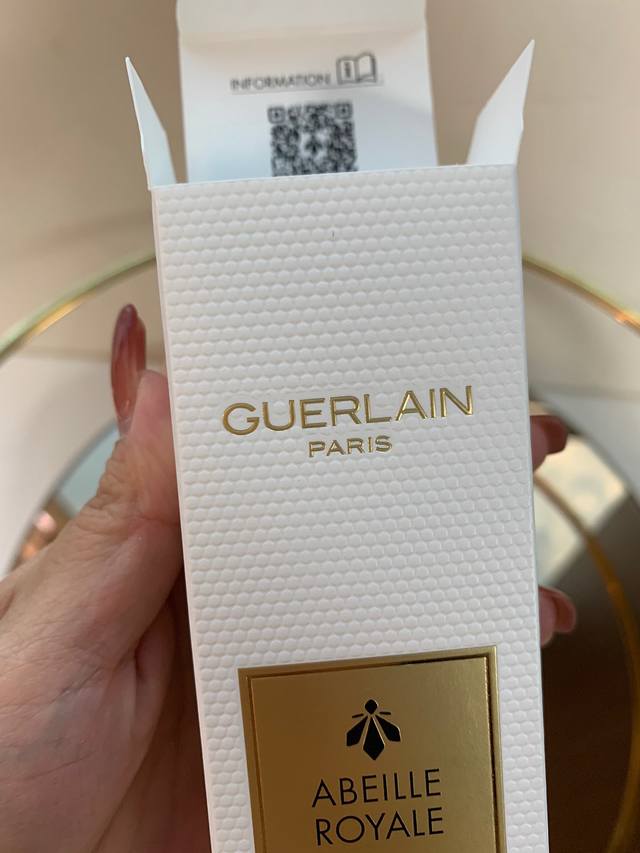 INFORMATION
GUERLAIN
PARIS
ABEILLE
ROYALE